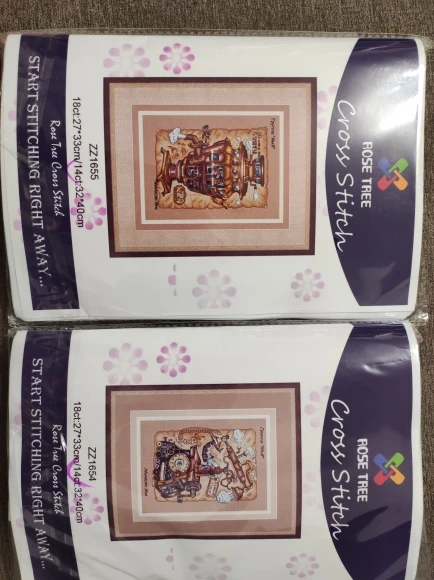 ROSE TREE
Cross Stitch
ZZ1655
18ct:27*33cm/14ct:32*40cm
Rose Tree Cross Stitch
START STITCHING RIGHT AWAY...
ROSE TREE
Cross Stitch
ZZ1654
18ct:27*33cm/14ct:32*40cm
Rose Tree Cross Stitch
START STITCHING RIGHT AWAY...